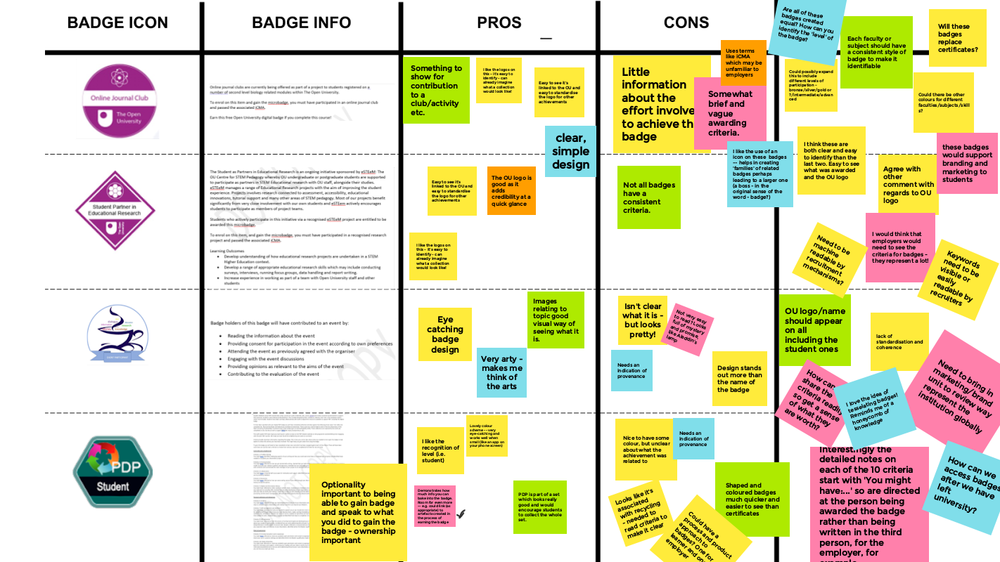 BADGE ICON
BADGE INFO
PROS
CONS
Online Journal Club
The Open
University
Online journal clubs are currently being offered as part of a project to students registered on a
number of second level biology related modules within The Open University.
To enrol on this item and gain the microbadge, you must have participated in an online journal club
and passed the associated iCMA.
Earn this free Open University digital badge if you complete this course!
Something to
show for
contribution
to a
club/activity
etc.
I like the logos on
this - it's easy to
identify - can
already imagine
what a collection
would look like!
Easy to see it's
linked to the OU and
easy to standardise
the logo for other
achievements
clear,
simple
design
Little
information
about the
effort involve
to achieve th
badge
Uses terms
like iCMA
which may be
unfamiliar to
employers
Somewhat
brief and
vague
awarding
criteria.
Are all of these
badges created
equal? How can you
identify the 'level' of
the badge?
Each faculty or
subject should have
a consistent style of
badge to make it
identifiable
Will these
badges
replace
certificates?
Could possibly expand
this to include
different levels of
participation -
bronze/silver/gold or
?/intermediate/advan
ced
Could there be other
colours for different
faculties/subjects/skill
s?
Student Partner in
Educational Research
The Student as Partners in Educational Research is an ongoing initiative sponsored by eSTEeM: The
OU Centre for STEM Pedagogy whereby OU undergraduate or postgraduate students are supported
to participate as partners in STEM Educational research with OU staff, alongside their studies.
eSTEeM manages a range of Educational Research projects with the aim of improving the student
experience. Projects involves research connected to assessment, accessibility, educational
innovations, tutorial support and many other areas of STEM pedagogy. Most of our projects benefit
significantly from very close involvement with our own students and eSTEem actively encourages
students to participate as members of project teams.
Students who actively participate in this initiative via a recognised eSTEeM project are entitled to be
awarded this microbadge.
To enrol on this item, and gain the microbadge, you must have participated in a recognised research
project and passed the associated iCMA.
Learning Outcomes
• Develop understanding of how educational research projects are undertaken in a STEM
Higher Education context.
• Develop a range of appropriate educational research skills which may include conducting
surveys, interviews, running focus groups, data handling and report writing.
• Increase experience in working as part of a team with Open University staff and other
students
Easy to see it's
linked to the OU and
easy to standardise
the logo for other
achievements
The OU logo is
good as it
adds
credibility at a
quick glance
I like the logos on
this - it's easy to
identify - can
already imagine
what a collection
would look like!
Not all badges
have a
consistent
criteria.
I like the use of an
icon on these badges
-- helps in creating
'families' of related
badges perhaps
leading to a larger one
(a boss - in the
original sense of the
word - badge?)
I think these are
both clear and easy
to identify than the
last two. Easy to see
what was awarded
and the OU logo
Agree with
other
comment with
regards to OU
logo
these badges
would support
branding and
marketing to
students
Need to be
machine
readable by
recruitment
mechanisms?
I would think that
employers would
need to see the
criteria for badges -
they represent a lot!
Keywords
need to be
visible or
easily
readable by
recruiters
Badge holders of this badge will have contributed to an event by:
• Reading the information about the event
• Providing consent for participation in the event according to own preferences
• Attending the event as previously agreed with the organiser
• Engaging with the event discussions
• Providing opinions as relevant to the aims of the event
• Contributing to the evaluation of the event
Eye
catching
badge
design
Images
relating to
topic good
visual way of
seeing what it
is.
Very arty -
makes me
think of
the arts
Isn't clear
what it is -
but looks
pretty!
Not very easy
to read? Looks
full of mystery
and promise,
like Aladdin's
lamp
Needs an
indication of
provenance
Design stands
out more than
the name of
the badge
OU logo/name
should appear
on all
including the
student ones
lack of
standardisation and
coherence
How can
share the
criteria readily
so get a sense
of what they
are worth?
I love the idea of
tesselating badges!
Reminds me of a
honeycomb of
knowledge
Need to bring in
marketing/brand
unit to review way
represent the
institution globally
PDP
Student
Optionality
important to being
able to gain badge
and speak to what
you did to gain the
badge - ownership
important
I like the
recognition of
level (i.e.
student)
Lovely colour
scheme -- very
eye-catching and
works well when
small (like an app on
your phone screen)
Demonstrates how
much info you can
bake into the badge.
Room for even more
-- e.g. could link (as
appropriate) to
artifacts created in
the process of
earning the badge
PDP is part of a set
which looks really
good and would
encourage students
to collect the whole
set.
Nice to have some
colour, but unclear
about what the
achievement was
related to
Needs an
indication of
provenance
Shaped and
coloured badges
much quicker and
easier to see than
certificates
Looks like it's
associated
with recycling
- needed to
read criteria to
make it clear
Could have a
process and product
approach to
badges? One for
learner and one
employer
Interestingly the
detailed notes on
each of the 10 criteria
start with 'You might
have....' so are directed
at the person being
awarded the badge
rather than being
written in the third
person, for the
employer, for
example
How can we
access badges
after we have
left
university?